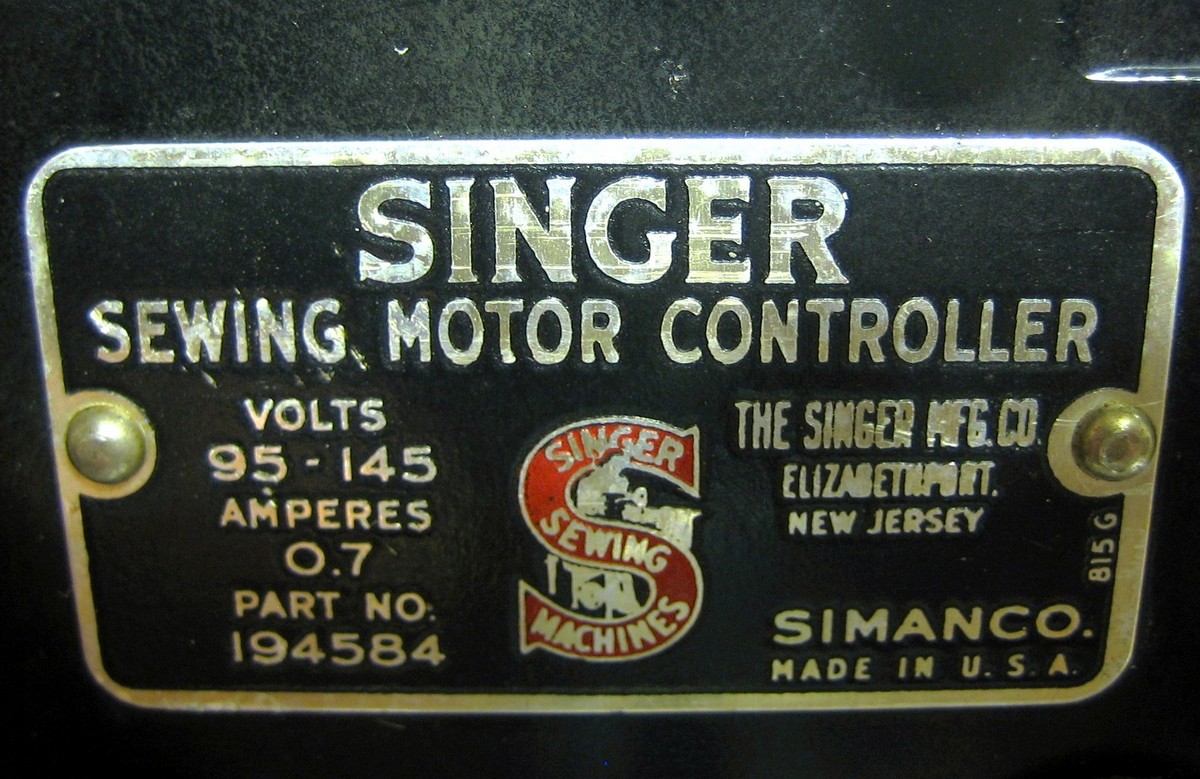 SINGER
SEWING MOTOR CONTROLLER
VOLTS
95 - 145
AMPERES
0.7
PART NO.
194584
SINGER
SEWING
MACHINES
THE SINGER MFG. CO.
ELIZABETHPORT.
NEW JERSEY
815G
SIMANCO.
MADE IN U. S. A.